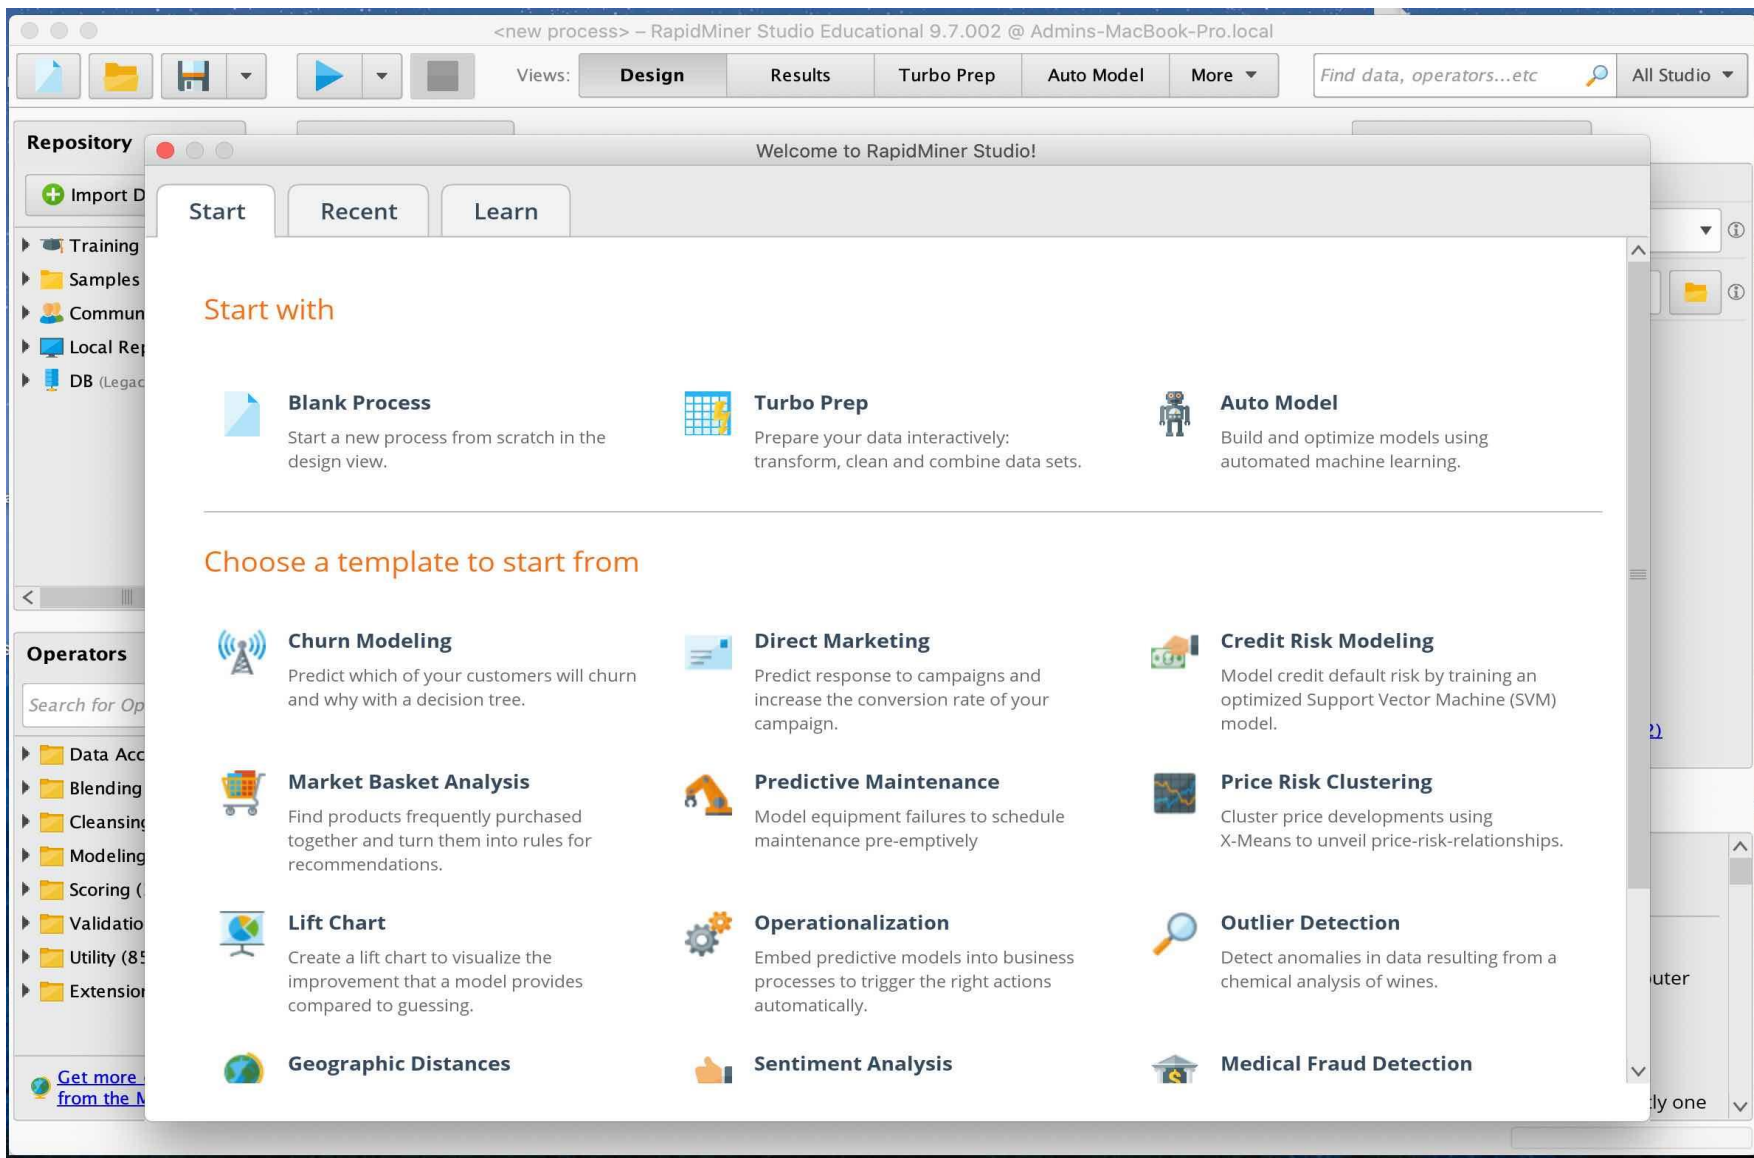 <new process> – RapidMiner Studio Educational 9.7.002 @ Admins-MacBook-Pro.local
Views: Design Results Turbo Prep Auto Model More Find data, operators...etc All Studio
Repository
Import D
Training
Samples
Commun
Local Rep
DB (Legac
Operators
Search for Op
Data Acc
Blending
Cleansing
Modeling
Scoring (
Validatio
Utility (85
Extension
Get more
from the M
Welcome to RapidMiner Studio!
Start Recent Learn
Start with
Blank Process
Start a new process from scratch in the
design view.
Turbo Prep
Prepare your data interactively:
transform, clean and combine data sets.
Auto Model
Build and optimize models using
automated machine learning.
Choose a template to start from
Churn Modeling
Predict which of your customers will churn
and why with a decision tree.
Direct Marketing
Predict response to campaigns and
increase the conversion rate of your
campaign.
Credit Risk Modeling
Model credit default risk by training an
optimized Support Vector Machine (SVM)
model.
Market Basket Analysis
Find products frequently purchased
together and turn them into rules for
recommendations.
Predictive Maintenance
Model equipment failures to schedule
maintenance pre-emptively
Price Risk Clustering
Cluster price developments using
X-Means to unveil price-risk-relationships.
Lift Chart
Create a lift chart to visualize the
improvement that a model provides
compared to guessing.
Operationalization
Embed predictive models into business
processes to trigger the right actions
automatically.
Outlier Detection
Detect anomalies in data resulting from a
chemical analysis of wines.
Geographic Distances
Sentiment Analysis
Medical Fraud Detection
2)
uter
ly one